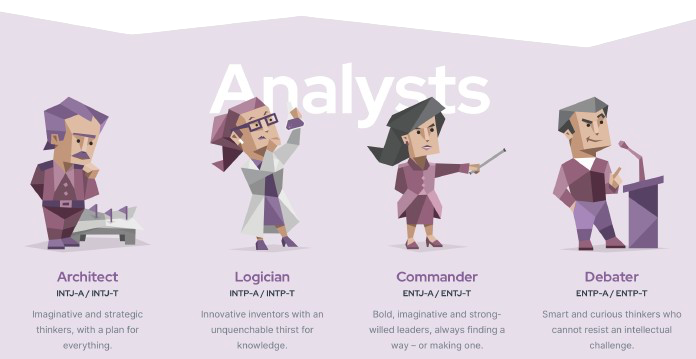 Analysts
Architect
INTJ-A / INTJ-T
Imaginative and strategic
thinkers, with a plan for
everything.
Logician
INTP-A / INTP-T
Innovative inventors with an
unquenchable thirst for
knowledge.
Commander
ENTJ-A / ENTJ-T
Bold, imaginative and strong-
willed leaders, always finding a
way – or making one.
Debater
ENTP-A / ENTP-T
Smart and curious thinkers who
cannot resist an intellectual
challenge.